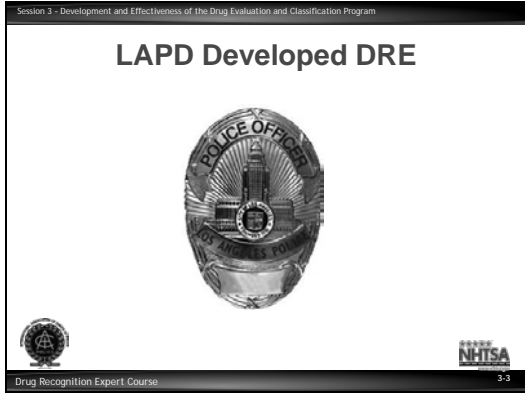 Session 3 – Development and Effectiveness of the Drug Evaluation and Classification Program
LAPD Developed DRE
POLICE OFFICER
LOS ANGELES POLICE
NHTSA
Drug Recognition Expert Course
3-3